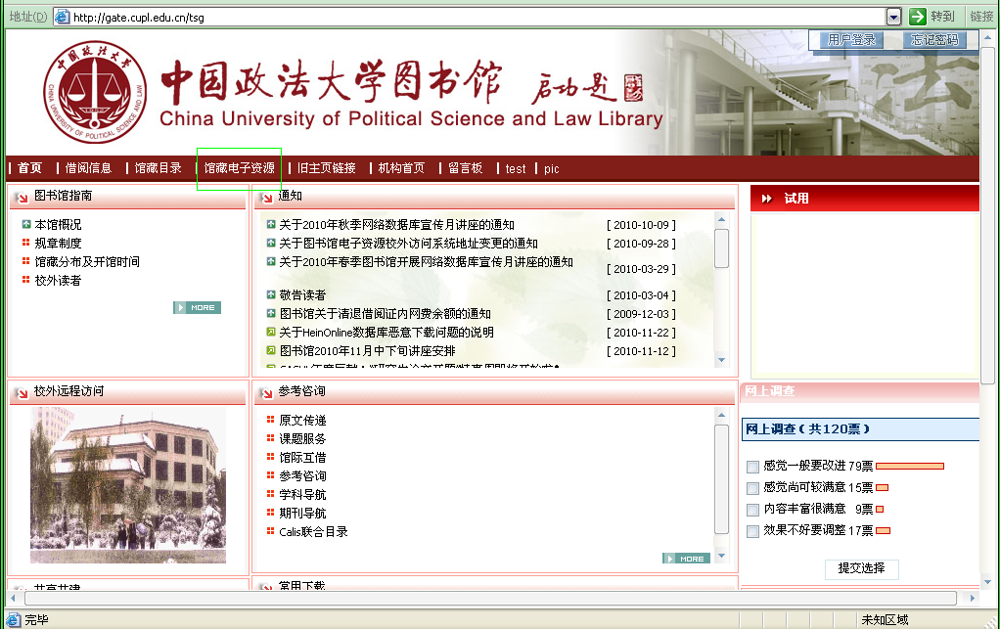 地址(D) http://gate.cupl.edu.cn/tsg 转到 链接
用户登录 忘记密码
中国政法大学图书馆 启功题
中国政法大学
CHINA UNIVERSITY OF POLITICAL SCIENCE AND LAW
China University of Political Science and Law Library
首页 借阅信息 馆藏目录 馆藏电子资源 旧主页链接 机构首页 留言板 test pic
图书馆指南
本馆概况
规章制度
馆藏分布及开馆时间
校外读者
MORE
通知
关于2010年秋季网络数据库宣传月讲座的通知 [ 2010-10-09 ]
关于图书馆电子资源校外访问系统地址变更的通知 [ 2010-09-28 ]
关于2010年春季图书馆开展网络数据库宣传月讲座的通知 [ 2010-03-29 ]
敬告读者 [ 2010-03-04 ]
图书馆关于清退借阅证内网费余额的通知 [ 2009-12-03 ]
关于HeinOnline数据库恶意下载问题的说明 [ 2010-11-22 ]
图书馆2010年11月中下旬讲座安排 [ 2010-11-12 ]
试用
校外远程访问
参考咨询
原文传递
课题服务
馆际互借
参考咨询
学科导航
期刊导航
Calis联合目录
MORE
网上调查
网上调查(共120票)
感觉一般要改进 79票
感觉尚可较满意 15票
内容丰富很满意 9票
效果不好要调整 17票
提交选择
共享共建
常用下载
完毕 未知区域